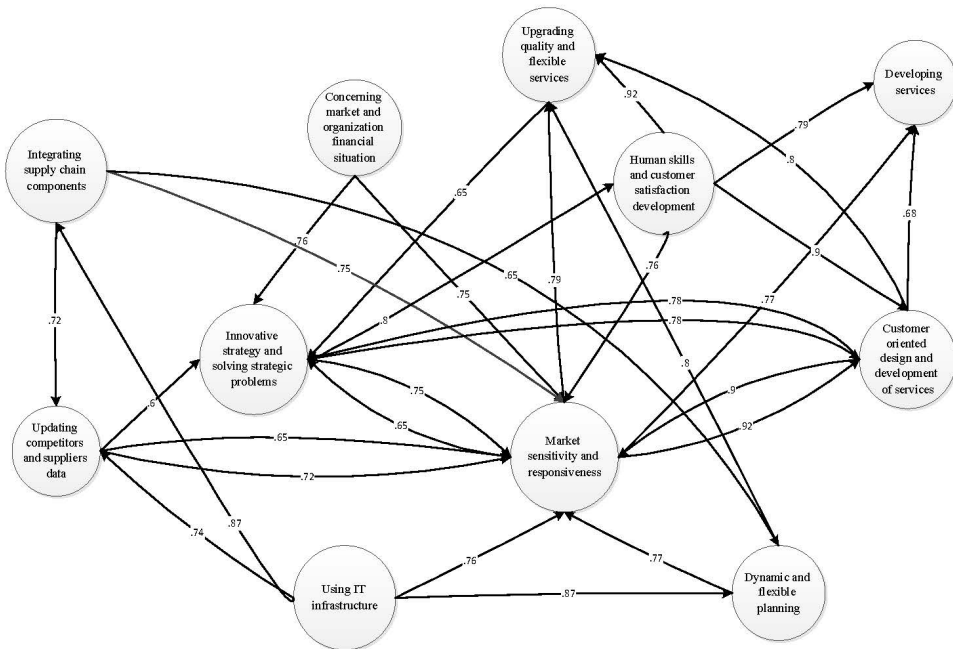 Upgrading
quality and
flexible
services
Developing
services
Concerning
market and
organization
financial
situation
Integrating
supply chain
components
Human skills
and customer
satisfaction
development
.92
.79
.8
.65
.68
.76
.75
.75
.79
.76
.65
.9
.77
.72
.8
.78
.78
Innovative
strategy and
solving strategic
problems
Customer
oriented
design and
development
of services
.8
.6
.75
.65
.9
.92
Updating
competitors
and suppliers
data
.65
.72
Market
sensitivity and
responsiveness
.74
.87
.76
.77
.87
Using IT
infrastructure
Dynamic and
flexible
planning